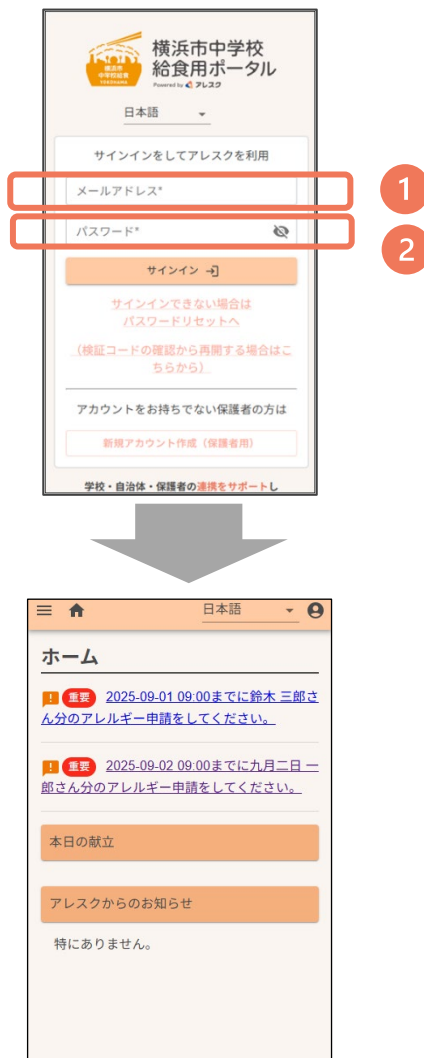 横浜市中学校
給食用ポータル
横浜市
中学校給食
YOKOHAMA
Powered by アレスク
日本語
サインインをしてアレスクを利用
メールアドレス*
1
パスワード*
2
サインイン
サインインできない場合は
パスワードリセットへ
（検証コードの確認から再開する場合はこ
ちらから）
アカウントをお持ちでない保護者の方は
新規アカウント作成（保護者用）
学校・自治体・保護者の連携をサポートし
日本語
ホーム
重要 2025-09-01 09:00までに鈴木 三郎さ
ん分のアレルギー申請をしてください。
重要 2025-09-02 09:00までに九月二日 一
郎さん分のアレルギー申請をしてください。
本日の献立
アレスクからのお知らせ
特にありません。